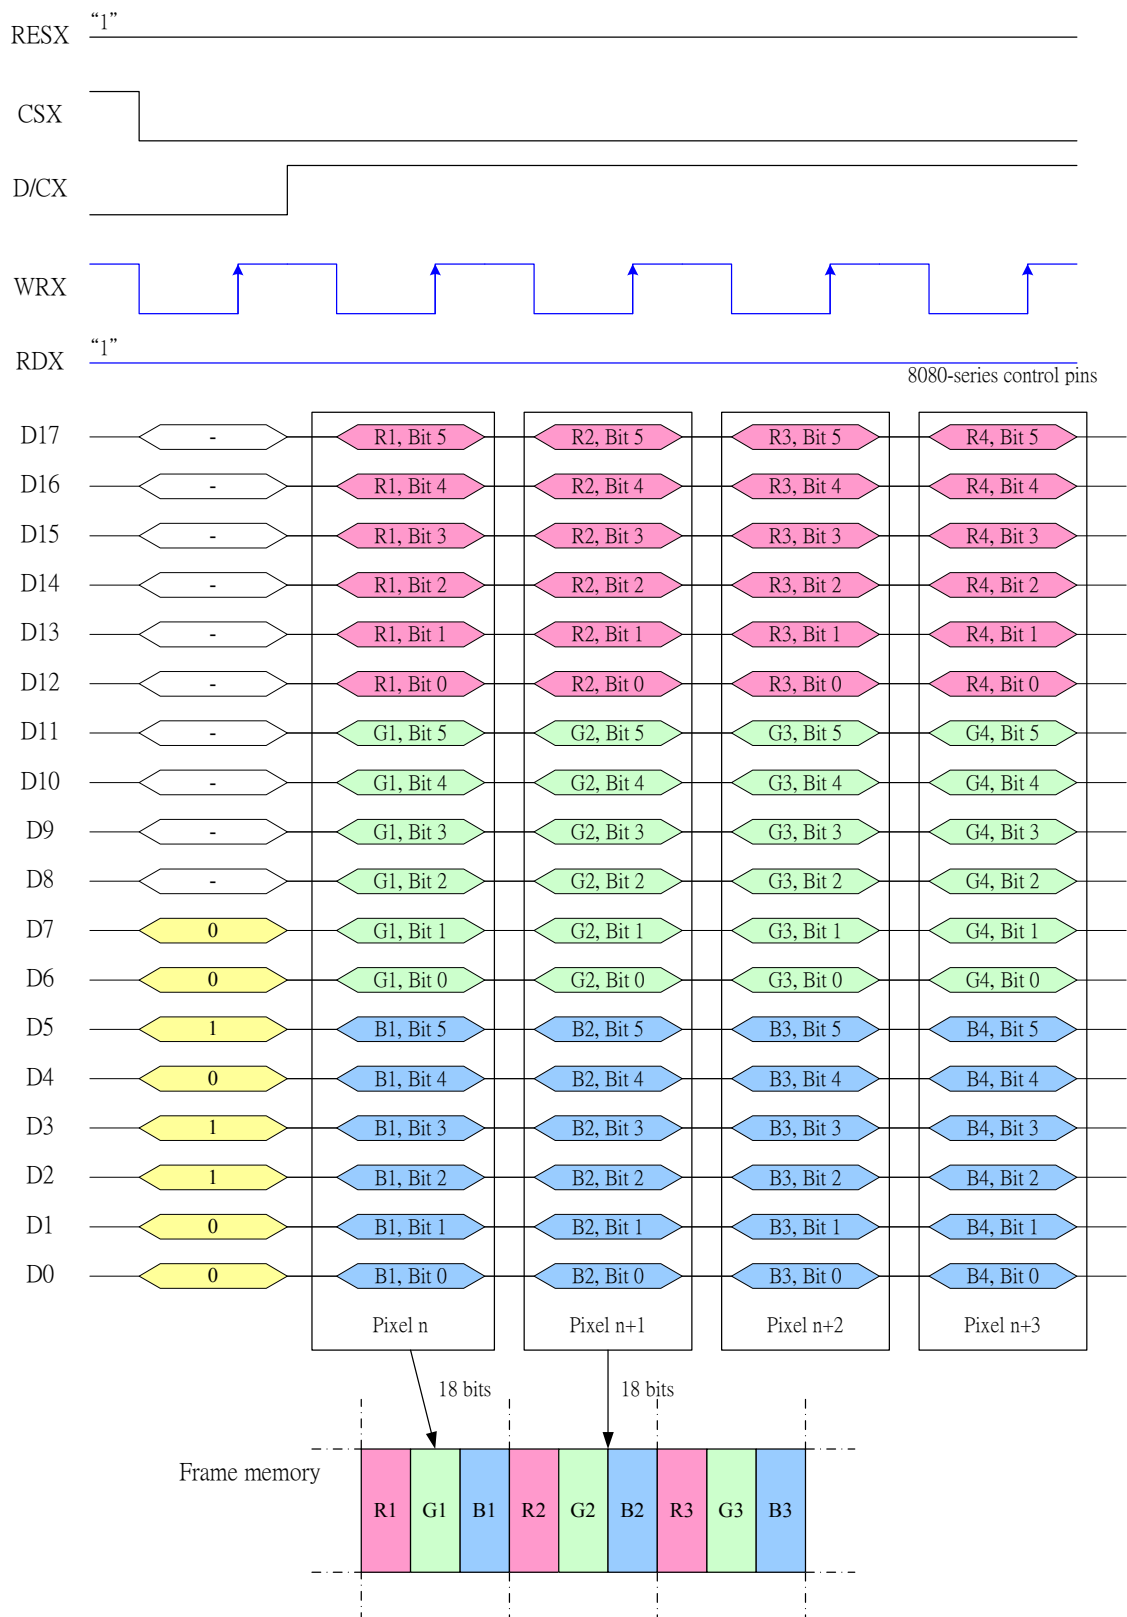 RESX “1”
CSX
D/CX
WRX
RDX “1”
8080-series control pins
D17 - R1, Bit 5 R2, Bit 5 R3, Bit 5 R4, Bit 5
D16 - R1, Bit 4 R2, Bit 4 R3, Bit 4 R4, Bit 4
D15 - R1, Bit 3 R2, Bit 3 R3, Bit 3 R4, Bit 3
D14 - R1, Bit 2 R2, Bit 2 R3, Bit 2 R4, Bit 2
D13 - R1, Bit 1 R2, Bit 1 R3, Bit 1 R4, Bit 1
D12 - R1, Bit 0 R2, Bit 0 R3, Bit 0 R4, Bit 0
D11 - G1, Bit 5 G2, Bit 5 G3, Bit 5 G4, Bit 5
D10 - G1, Bit 4 G2, Bit 4 G3, Bit 4 G4, Bit 4
D9 - G1, Bit 3 G2, Bit 3 G3, Bit 3 G4, Bit 3
D8 - G1, Bit 2 G2, Bit 2 G3, Bit 2 G4, Bit 2
D7 0 G1, Bit 1 G2, Bit 1 G3, Bit 1 G4, Bit 1
D6 0 G1, Bit 0 G2, Bit 0 G3, Bit 0 G4, Bit 0
D5 1 B1, Bit 5 B2, Bit 5 B3, Bit 5 B4, Bit 5
D4 0 B1, Bit 4 B2, Bit 4 B3, Bit 4 B4, Bit 4
D3 1 B1, Bit 3 B2, Bit 3 B3, Bit 3 B4, Bit 3
D2 1 B1, Bit 2 B2, Bit 2 B3, Bit 2 B4, Bit 2
D1 0 B1, Bit 1 B2, Bit 1 B3, Bit 1 B4, Bit 1
D0 0 B1, Bit 0 B2, Bit 0 B3, Bit 0 B4, Bit 0
Pixel n Pixel n+1 Pixel n+2 Pixel n+3
18 bits 18 bits
Frame memory
R1 G1 B1 R2 G2 B2 R3 G3 B3